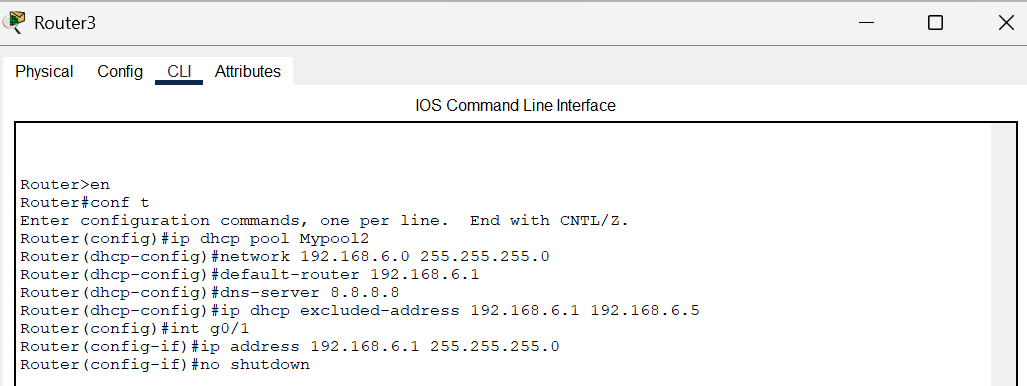 Router3
Physical Config CLI Attributes
IOS Command Line Interface
Router>en
Router#conf t
Enter configuration commands, one per line.  End with CNTL/Z.
Router(config)#ip dhcp pool Mypool2
Router(dhcp-config)#network 192.168.6.0 255.255.255.0
Router(dhcp-config)#default-router 192.168.6.1
Router(dhcp-config)#dns-server 8.8.8.8
Router(dhcp-config)#ip dhcp excluded-address 192.168.6.1 192.168.6.5
Router(config)#int g0/1
Router(config-if)#ip address 192.168.6.1 255.255.255.0
Router(config-if)#no shutdown